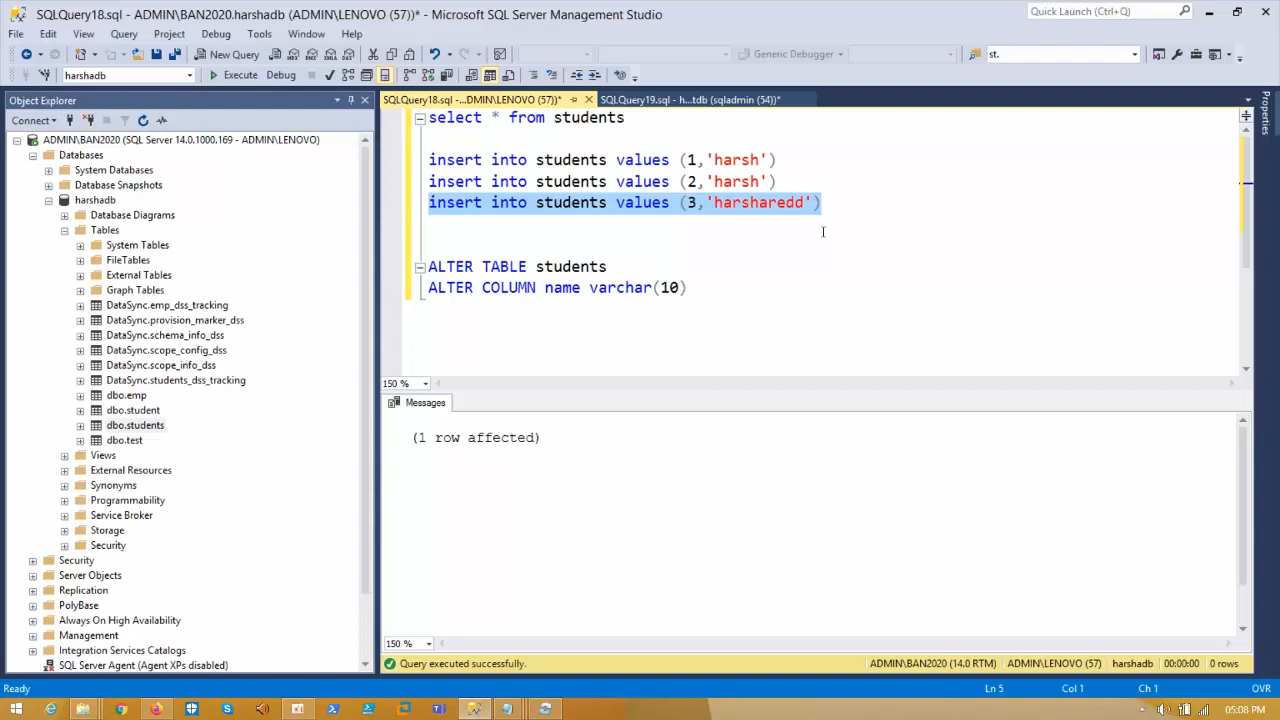 SQLQuery18.sql - ADMIN\BAN2020.harshadb (ADMIN\LENOVO (57))* - Microsoft SQL Server Management Studio
Quick Launch (Ctrl+Q)
File Edit View Query Project Debug Tools Window Help
New Query
Generic Debugger
st.
harshadb
Execute Debug
Object Explorer
SQLQuery18.sql -...DMIN\LENOVO (57))*
SQLQuery19.sql - h...tdb (sqladmin (54))*
Properties
Connect
ADMIN\BAN2020 (SQL Server 14.0.1000.169 - ADMIN\LENOVO)
Databases
System Databases
Database Snapshots
harshadb
Database Diagrams
Tables
System Tables
FileTables
External Tables
Graph Tables
DataSync.emp_dss_tracking
DataSync.provision_marker_dss
DataSync.schema_info_dss
DataSync.scope_config_dss
DataSync.scope_info_dss
DataSync.students_dss_tracking
dbo.emp
dbo.student
dbo.students
dbo.test
Views
External Resources
Synonyms
Programmability
Service Broker
Storage
Security
Security
Server Objects
Replication
PolyBase
Always On High Availability
Management
Integration Services Catalogs
SQL Server Agent (Agent XPs disabled)
select * from students
insert into students values (1,'harsh')
insert into students values (2,'harsh')
insert into students values (3,'harsharedd')
ALTER TABLE students
ALTER COLUMN name varchar(10)
150 %
Messages
(1 row affected)
150 %
Query executed successfully.
ADMIN\BAN2020 (14.0 RTM) ADMIN\LENOVO (57) harshadb 00:00:00 0 rows
Ready
Ln 5 Col 1 Ch 1 OVR
05:08 PM